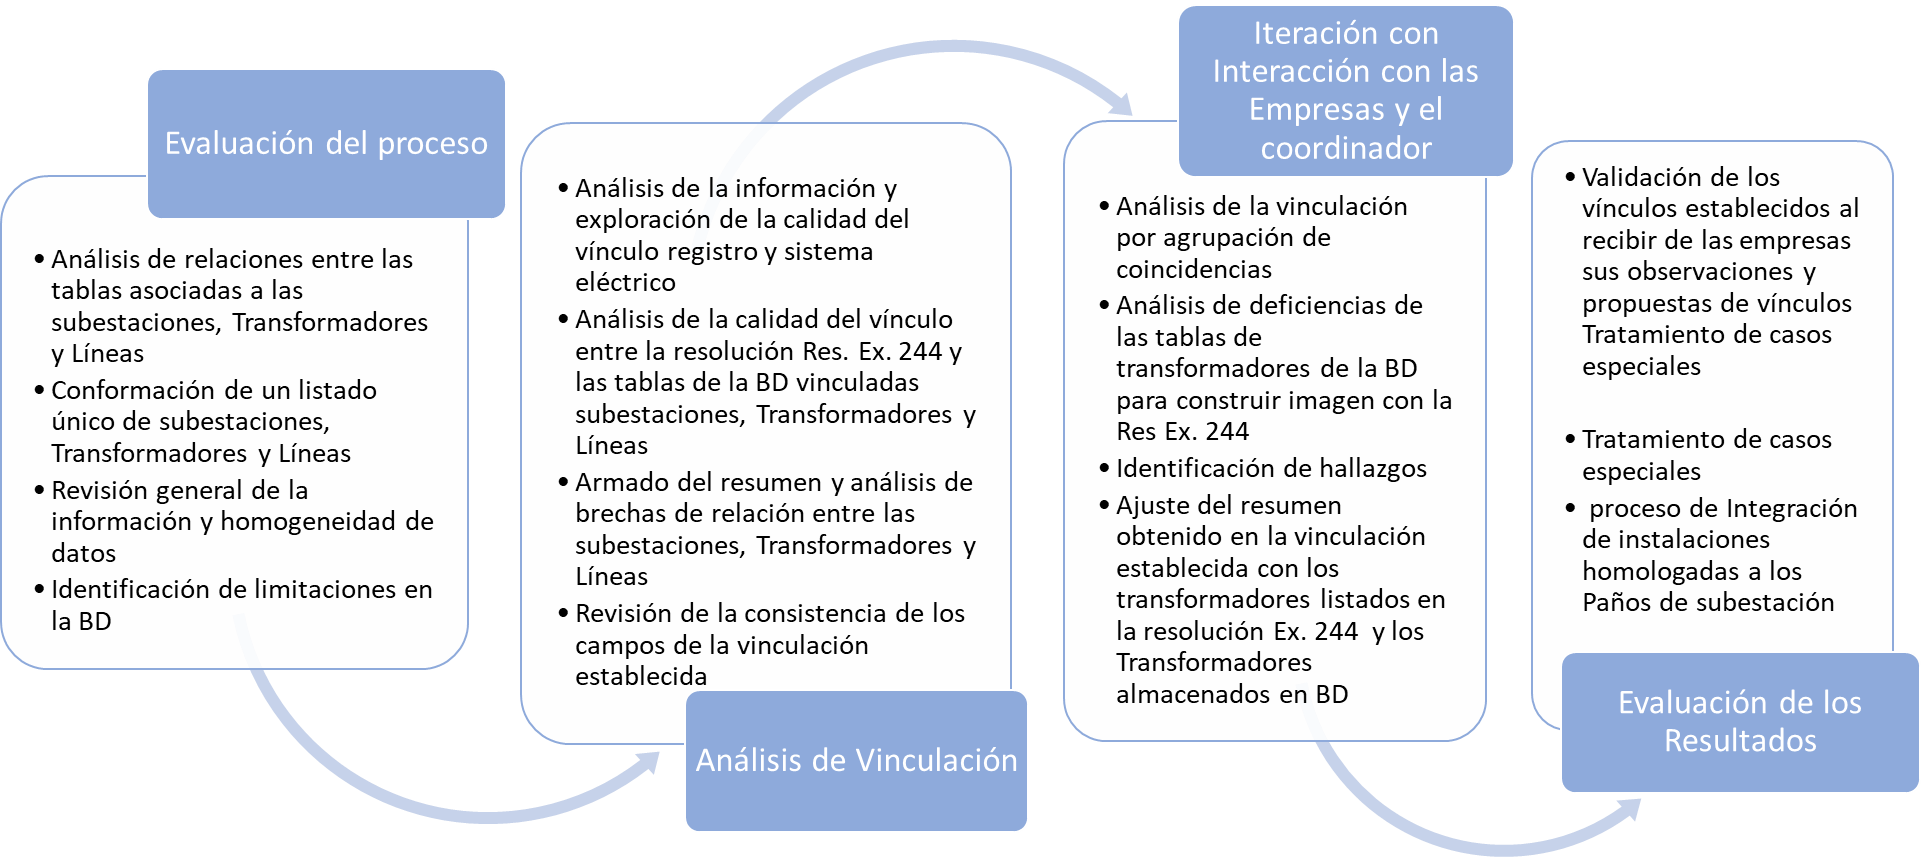 Evaluación del proceso
• Análisis de relaciones entre las
tablas asociadas a las
subestaciones, Transformadores
y Líneas
• Conformación de un listado
único de subestaciones,
Transformadores y Líneas
• Revisión general de la
información y homogeneidad de
datos
• Identificación de limitaciones en
la BD
• Análisis de la información y
exploración de la calidad del
vínculo registro y sistema
eléctrico
• Análisis de la calidad del vínculo
entre la resolución Res. Ex. 244 y
las tablas de la BD vinculadas
subestaciones, Transformadores y
Líneas
• Armado del resumen y análisis de
brechas de relación entre las
subestaciones, Transformadores y
Líneas
• Revisión de la consistencia de los
campos de la vinculación
establecida
Análisis de Vinculación
Iteración con
Interacción con las
Empresas y el
coordinador
• Análisis de la vinculación
por agrupación de
coincidencias
• Análisis de deficiencias de
las tablas de
transformadores de la BD
para construir imagen con la
Res Ex. 244
• Identificación de hallazgos
• Ajuste del resumen
obtenido en la vinculación
establecida con los
transformadores listados en
la resolución Ex. 244 y los
Transformadores
almacenados en BD
• Validación de los
vínculos establecidos al
recibir de las empresas
sus observaciones y
propuestas de vínculos
Tratamiento de casos
especiales
• Tratamiento de casos
especiales
• proceso de Integración
de instalaciones
homologadas a los
Paños de subestación
Evaluación de los
Resultados